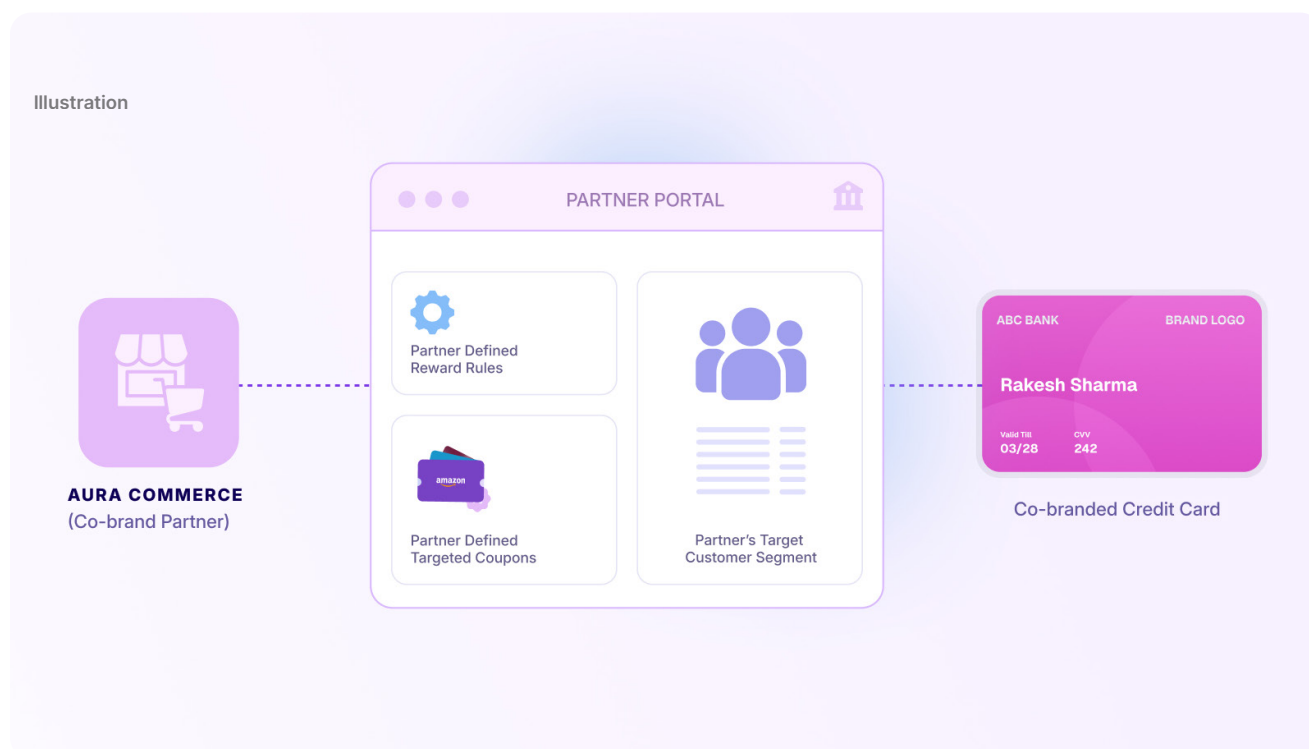 Illustration
PARTNER PORTAL
Partner Defined
Reward Rules
amazon
Partner Defined
Targeted Coupons
Partner's Target
Customer Segment
AURA COMMERCE
(Co-brand Partner)
ABC BANK
BRAND LOGO
Rakesh Sharma
Valid Till
CVV
03/28
242
Co-branded Credit Card